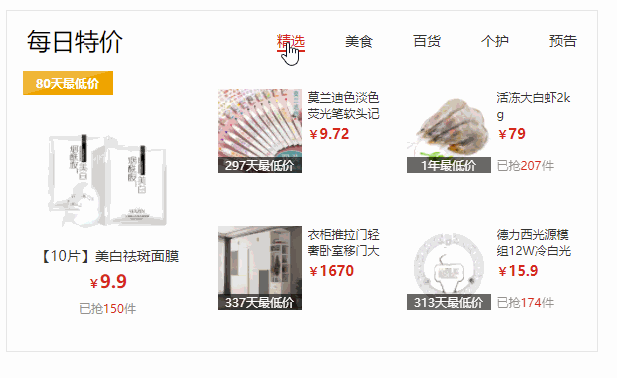 每日特价
精选
美食
百货
个护
预告
80天最低价
【10片】美白祛斑面膜
￥9.9
已抢150件
297天最低价
莫兰迪色淡色
荧光笔软头记
￥9.72
1年最低价
活冻大白虾2k
g
￥79
已抢207件
337天最低价
衣柜推拉门轻
奢卧室移门大
￥1670
313天最低价
德力西光源模
组12W冷白光
￥15.9
已抢174件